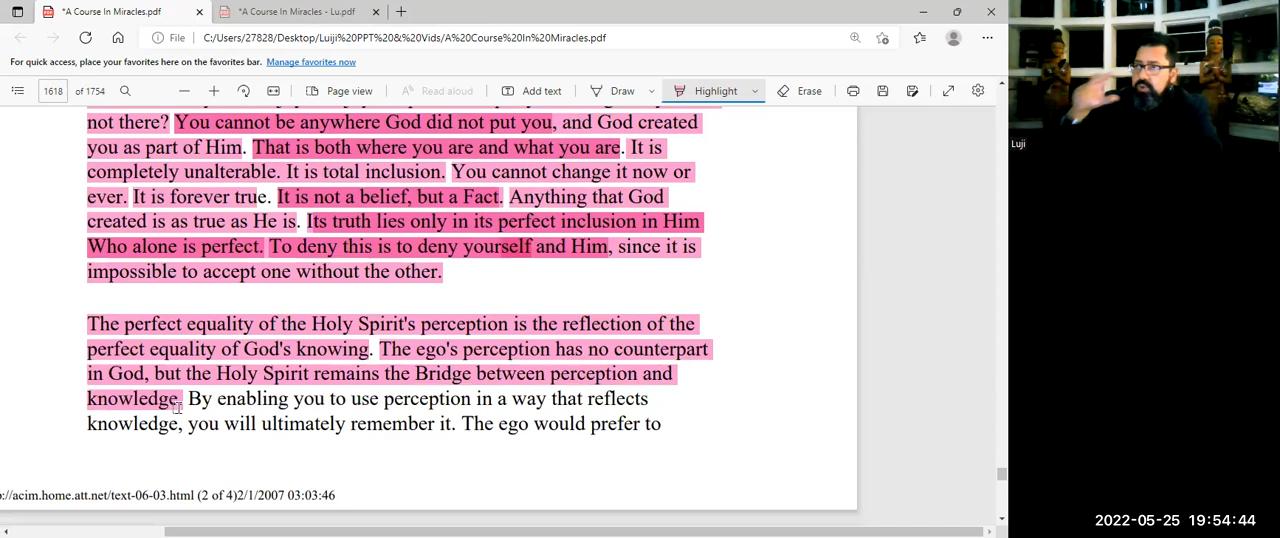 *A Course In Miracles.pdf
*A Course In Miracles - Lu.pdf
File
C:/Users/27828/Desktop/Luiji%20PPT%20&%20Vids/A%20Course%20In%20Miracles.pdf
For quick access, place your favorites here on the favorites bar. Manage favorites now
1618 of 1754
Page view
Read aloud
Add text
Draw
Highlight
Erase
not there? You cannot be anywhere God did not put you, and God created
you as part of Him. That is both where you are and what you are. It is
completely unalterable. It is total inclusion. You cannot change it now or
ever. It is forever true. It is not a belief, but a Fact. Anything that God
created is as true as He is. Its truth lies only in its perfect inclusion in Him
Who alone is perfect. To deny this is to deny yourself and Him, since it is
impossible to accept one without the other.
The perfect equality of the Holy Spirit's perception is the reflection of the
perfect equality of God's knowing. The ego's perception has no counterpart
in God, but the Holy Spirit remains the Bridge between perception and
knowledge. By enabling you to use perception in a way that reflects
knowledge, you will ultimately remember it. The ego would prefer to
://acim.home.att.net/text-06-03.html (2 of 4)2/1/2007 03:03:46
Luji
2022-05-25 19:54:44